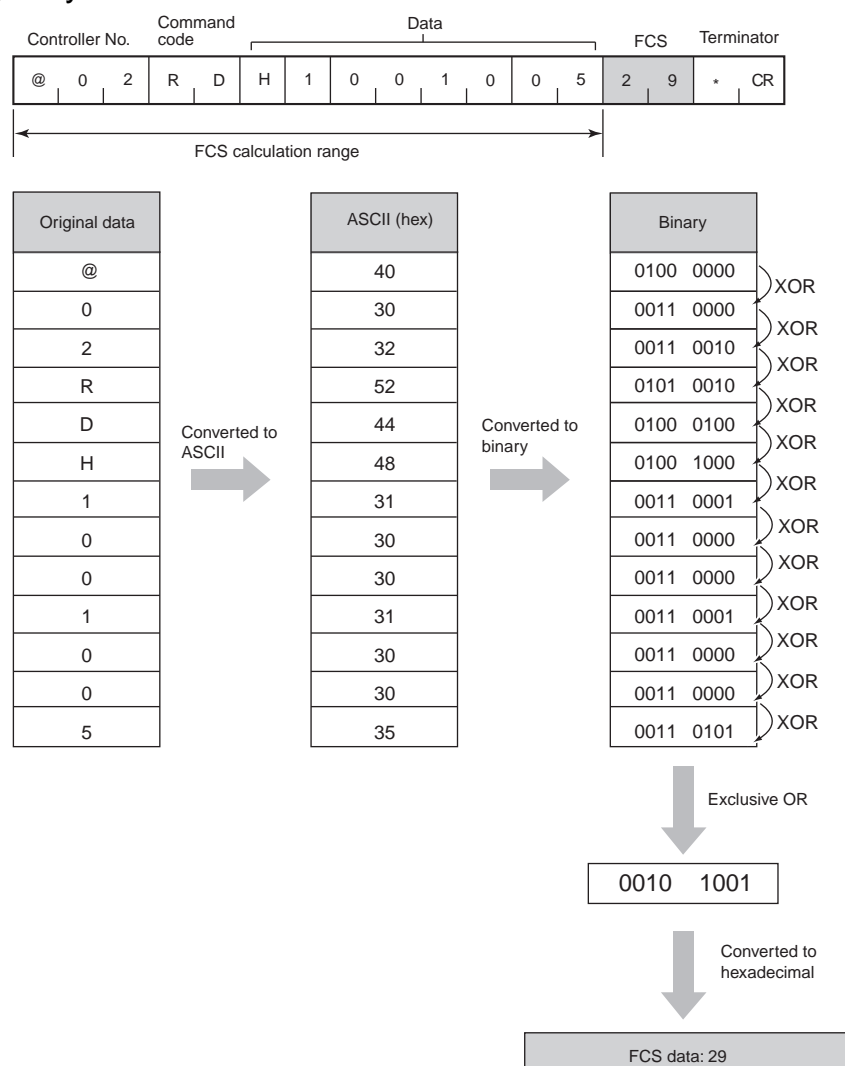 Controller No. Command code Data FCS Terminator
@ 0 2 R D H 1 0 0 1 0 0 5 2 9 * CR
FCS calculation range
Original data ASCII (hex) Binary
@ 40 0100 0000 XOR
0 30 0011 0000 XOR
2 32 0011 0010 XOR
R 52 0101 0010 XOR
D 44 0100 0100 XOR
Converted to ASCII
Converted to binary
H 48 0100 1000 XOR
1 31 0011 0001 XOR
0 30 0011 0000 XOR
0 30 0011 0000 XOR
1 31 0011 0001 XOR
0 30 0011 0000 XOR
0 30 0011 0000 XOR
5 35 0011 0101
Exclusive OR
0010 1001
Converted to
hexadecimal
FCS data: 29